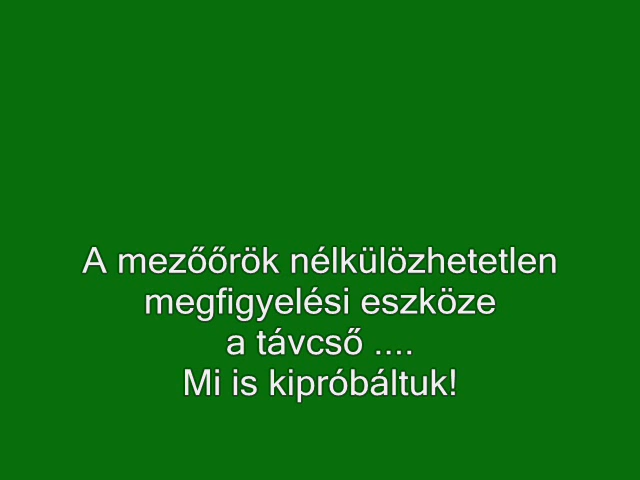 A mezőőrök nélkülözhetetlen
megfigyelési eszköze
a távcső ....
Mi is kipróbáltuk!